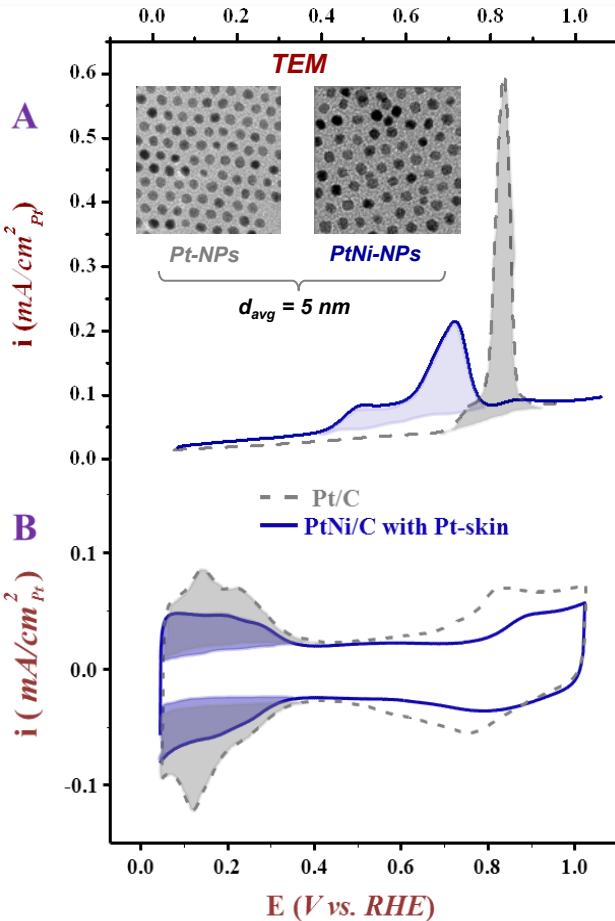 0.0 0.2 0.4 0.6 0.8 1.0
TEM
A
0.6
0.5
0.4
0.3
0.2
0.1
0.0
i (mA/cm²Pt)
Pt-NPs
PtNi-NPs
davg = 5 nm
Pt/C
PtNi/C with Pt-skin
B
0.1
0.0
-0.1
i ( mA/cm²Pt)
0.0 0.2 0.4 0.6 0.8 1.0
E (V vs. RHE)